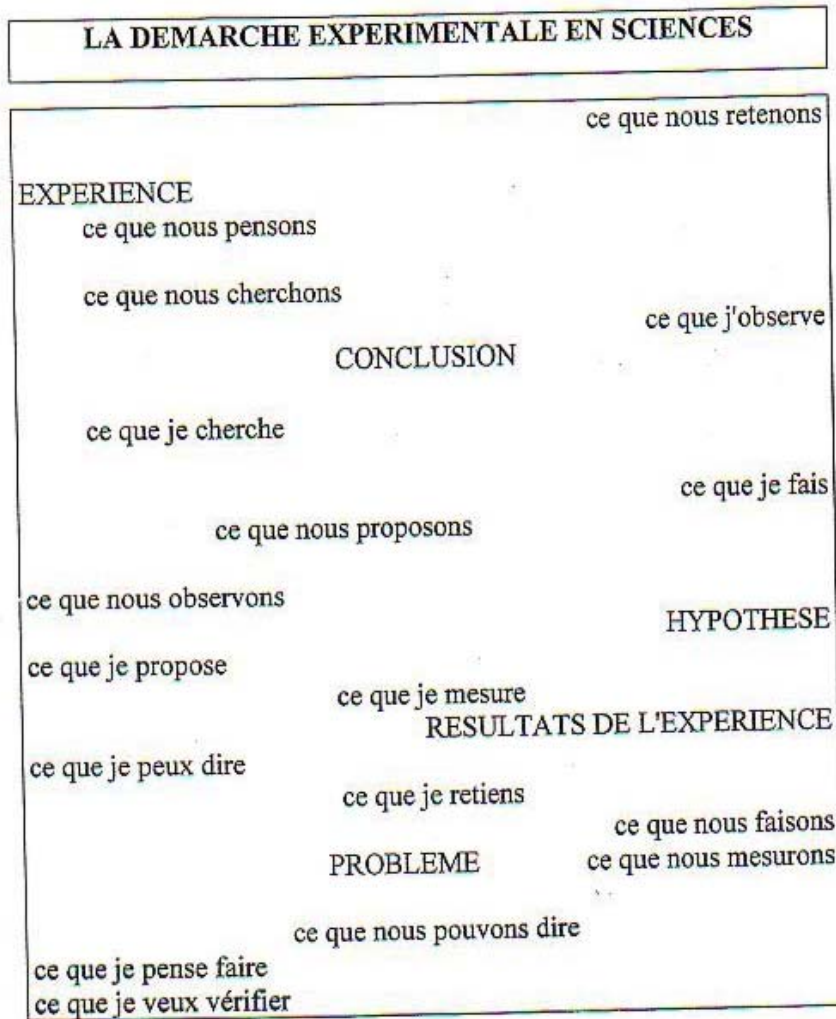 LA DEMARCHE EXPERIMENTALE EN SCIENCES
ce que nous retenons
EXPERIENCE
ce que nous pensons
ce que nous cherchons
ce que j'observe
CONCLUSION
ce que je cherche
ce que je fais
ce que nous proposons
ce que nous observons
HYPOTHESE
ce que je propose
ce que je mesure
RESULTATS DE L'EXPERIENCE
ce que je peux dire
ce que je retiens
ce que nous faisons
PROBLEME ce que nous mesurons
ce que nous pouvons dire
ce que je pense faire
ce que je veux vérifier